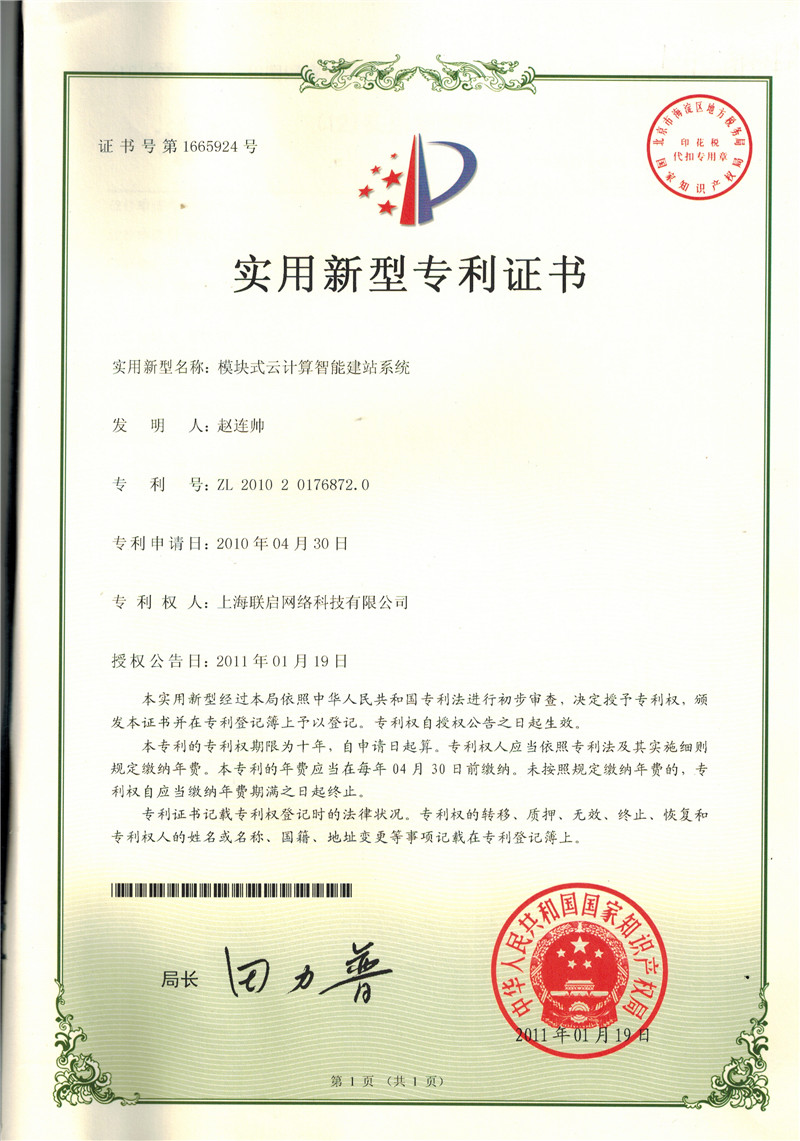 证书号第1665924号
北京市海淀区地方税务局
印花税
代扣专用章
国家知识产权局
实用新型专利证书
实用新型名称：模块式云计算智能建站系统
发明人：赵连帅
专利号：ZL 2010 2 0176872.0
专利申请日：2010年04月30日
专利权人：上海联启网络科技有限公司
授权公告日：2011年01月19日
本实用新型经过本局依照中华人民共和国专利法进行初步审查，决定授予专利权，颁
发本证书并在专利登记簿上予以登记。专利权自授权公告之日起生效。
本专利的专利权期限为十年，自申请日起算。专利权人应当依照专利法及其实施细则
规定缴纳年费。本专利的年费应当在每年04月30日前缴纳。未按照规定缴纳年费的，专
利权自应当缴纳年费期满之日起终止。
专利证书记载专利权登记时的法律状况。专利权的转移、质押、无效、终止、恢复和
专利权人的姓名或名称、国籍、地址变更等事项记载在专利登记簿上。
局长 田力普
中华人民共和国国家知识产权局
2011年01月19日
第1页（共1页）